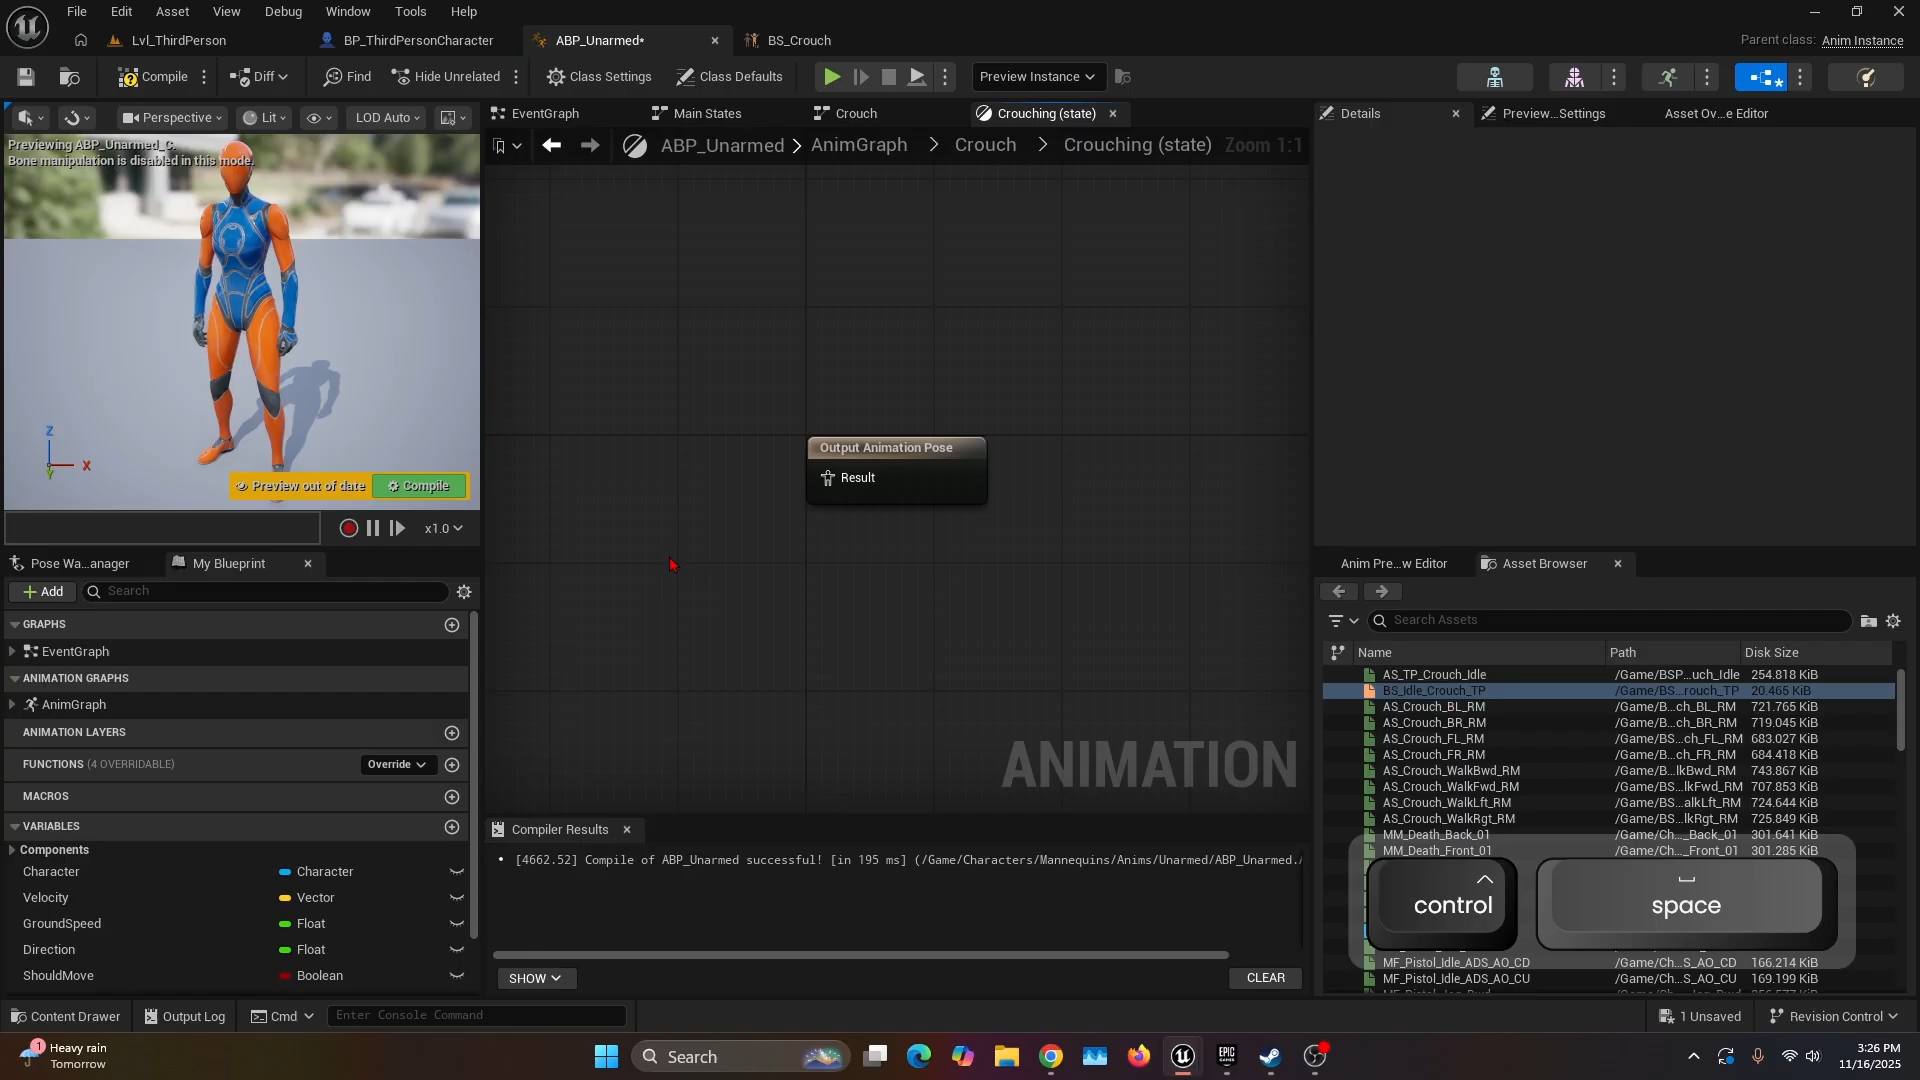 File Edit Asset View Debug Window Tools Help
Lvl_ThirdPerson BP_ThirdPersonCharacter ABP_Unarmed* BS_Crouch Parent class: Anim Instance
Compile Diff Find Hide Unrelated Class Settings Class Defaults Preview Instance
Perspective Lit LOD Auto
Previewing ABP_Unarmed_C.
Bone manipulation is disabled in this mode.
Z
X
Y
Preview out of date Compile
x1.0
EventGraph Main States Crouch Crouching (state)
ABP_Unarmed > AnimGraph > Crouch > Crouching (state) Zoom 1:1
Output Animation Pose
Result
ANIMATION
Details Preview...Settings Asset Ov...e Editor
Pose Wa...anager My Blueprint
Add Search
GRAPHS
EventGraph
ANIMATION GRAPHS
AnimGraph
ANIMATION LAYERS
FUNCTIONS (4 OVERRIDABLE) Override
MACROS
VARIABLES
Components
Character Character
Velocity Vector
GroundSpeed Float
Direction Float
ShouldMove Boolean
Compiler Results
• [4662.52] Compile of ABP_Unarmed successful! [in 195 ms] (/Game/Characters/Mannequins/Anims/Unarmed/ABP_Unarmed.
SHOW CLEAR
Anim Pre...w Editor Asset Browser
Search Assets
Name Path Disk Size
AS_TP_Crouch_Idle /Game/BSP...uch_Idle 254.818 KiB
BS_Idle_Crouch_TP /Game/BS...rouch_TP 20.465 KiB
AS_Crouch_BL_RM /Game/B...ch_BL_RM 721.765 KiB
AS_Crouch_BR_RM /Game/B...ch_BR_RM 719.045 KiB
AS_Crouch_FL_RM /Game/BS...ch_FL_RM 683.027 KiB
AS_Crouch_FR_RM /Game/B...ch_FR_RM 684.418 KiB
AS_Crouch_WalkBwd_RM /Game/B...lkBwd_RM 743.867 KiB
AS_Crouch_WalkFwd_RM /Game/BS...lkFwd_RM 707.853 KiB
AS_Crouch_WalkLft_RM /Game/BS...alkLft_RM 724.644 KiB
AS_Crouch_WalkRgt_RM /Game/BS...lkRgt_RM 725.849 KiB
MM_Death_Back_01 /Game/Ch..._Back_01 301.641 KiB
MM_Death_Front_01 /Game/Ch..._Front_01 301.285 KiB
control space
MF_Pistol_Idle_ADS_AO_CD /Game/Ch...S_AO_CD 166.214 KiB
MF_Pistol_Idle_ADS_AO_CU /Game/Ch...S_AO_CU 169.199 KiB
Content Drawer Output Log Cmd Enter Console Command 1 Unsaved Revision Control
1
Heavy rain
Tomorrow
Search
EPIC GAMES
3:26 PM
11/16/2025